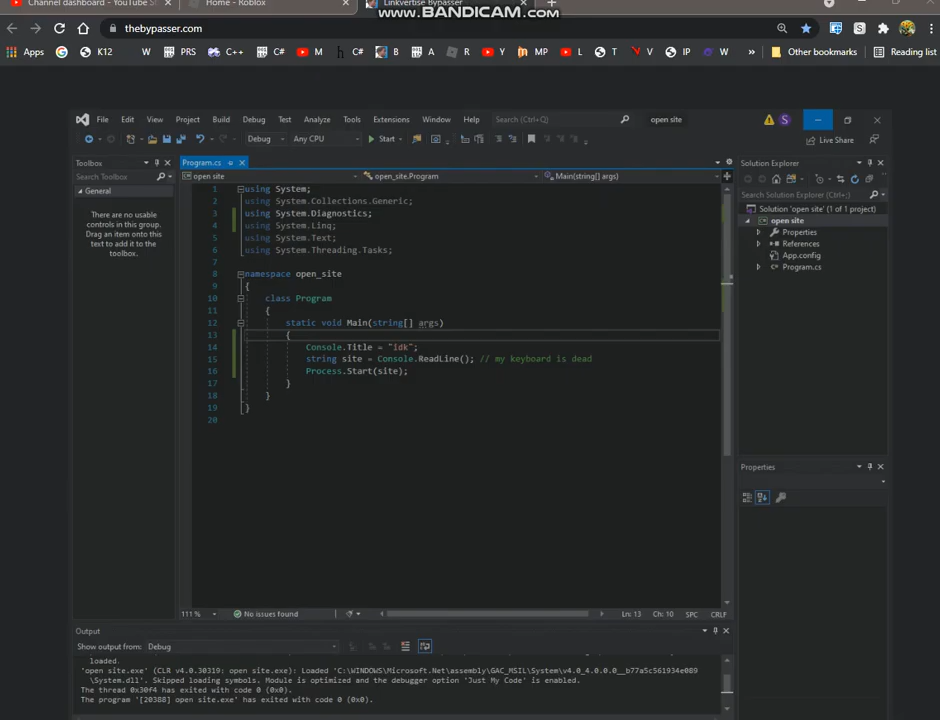 Channel dashboard - YouTube S
Home - Roblox
Linkvertise Bypasser
WWW.BANDICAM.COM
thebypasser.com
Apps S K12 W PRS C++ C# M C# B A R Y MP L T V IP W » Other bookmarks Reading list
File Edit View Project Build Debug Test Analyze Tools Extensions Window Help Search (Ctrl+Q) open site S
Debug Any CPU Start Live Share
Toolbox
Search Toolbox
General
There are no usable
controls in this group.
Drag an item onto this
text to add it to the
toolbox.
Program.cs
open site open_site.Program Main(string[] args)
1 using System;
2 using System.Collections.Generic;
3 using System.Diagnostics;
4 using System.Linq;
5 using System.Text;
6 using System.Threading.Tasks;
7
8 namespace open_site
9 {
10 class Program
11 {
12 static void Main(string[] args)
13 {
14 Console.Title = "idk";
15 string site = Console.ReadLine(); // my keyboard is dead
16 Process.Start(site);
17 }
18 }
19 }
20
111 % No issues found Ln: 13 Ch: 10 SPC CRLF
Solution Explorer
Search Solution Explorer
Solution 'open site' (1 of 1 project)
open site
Properties
References
App.config
Program.cs
Properties
Output
Show output from: Debug
loaded.
'open site.exe' (CLR v4.0.30319: open site.exe): Loaded 'C:\WINDOWS\Microsoft.Net\assembly\GAC_MSIL\System\v4.0_4.0.0.0__b77a5c561934e089
\System.dll'. Skipped loading symbols. Module is optimized and the debugger option 'Just My Code' is enabled.
The thread 0x30f4 has exited with code 0 (0x0).
The program '[20388] open site.exe' has exited with code 0 (0x0).